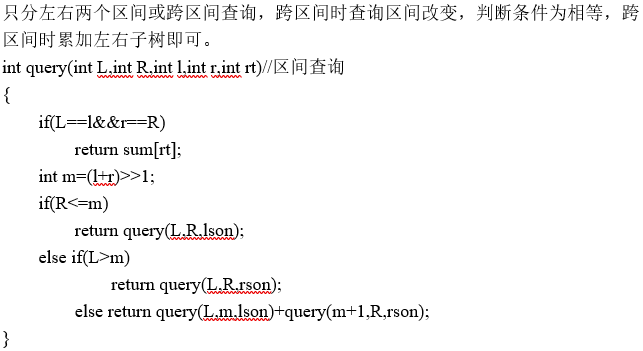 只分左右两个区间或跨区间查询，跨区间时查询区间改变，判断条件为相等，跨
区间时累加左右子树即可。
int query(int L,int R,int l,int r,int rt)//区间查询
{
if(L==l&&r==R)
return sum[rt];
int m=(l+r)>>1;
if(R<=m)
return query(L,R,lson);
else if(L>m)
return query(L,R,rson);
else return query(L,m,lson)+query(m+1,R,rson);
}